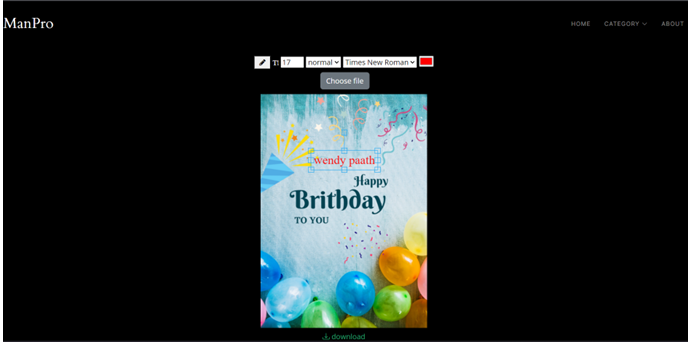 ManPro
HOME CATEGORY ABOUT
T! 17 normal Times New Roman
Choose file
wendy paath
Happy
Brithday
TO YOU
download